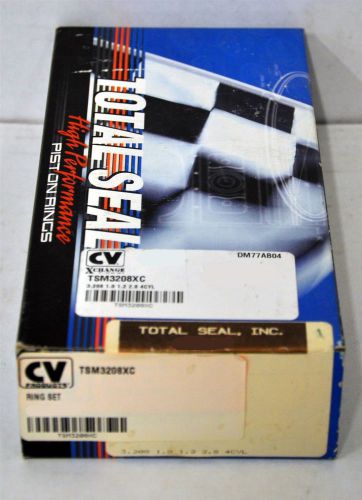 TOTAL SEAL
High Performance
PISTON RINGS
CV
XCHANGE
DM77AB04
TSM3208XC
3.208 1.0 1.2 2.8 4CYL
TOTAL SEAL, INC.
1
CV
PRODUCTS
TSM3208XC
RING SET
TSM3208XC
3.208 1.0 1.2 2.8 4CYL